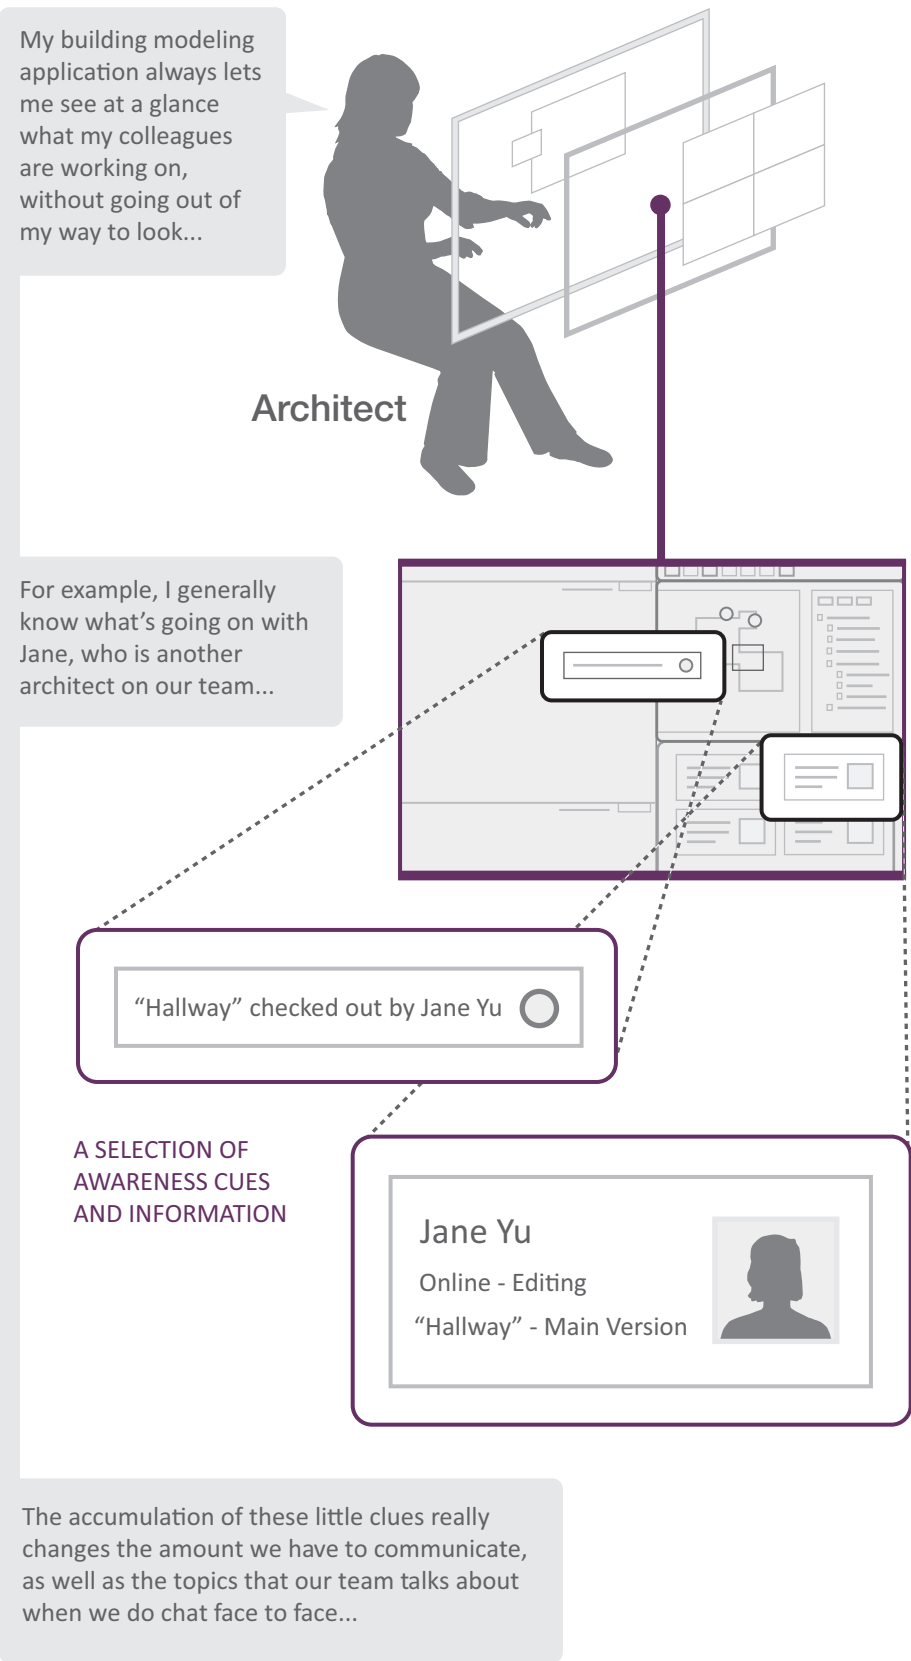 My building modeling
application always lets
me see at a glance
what my colleagues
are working on,
without going out of
my way to look...
Architect
For example, I generally
know what’s going on with
Jane, who is another
architect on our team...
“Hallway” checked out by Jane Yu
A SELECTION OF
AWARENESS CUES
AND INFORMATION
Jane Yu
Online - Editing
“Hallway” - Main Version
The accumulation of these little clues really
changes the amount we have to communicate,
as well as the topics that our team talks about
when we do chat face to face...